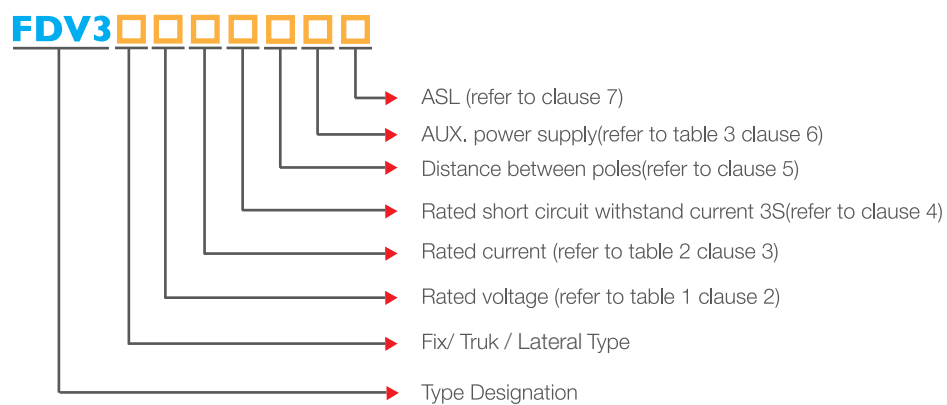 FDV3
ASL (refer to clause 7)
AUX. power supply(refer to table 3 clause 6)
Distance between poles(refer to clause 5)
Rated short circuit withstand current 3S(refer to clause 4)
Rated current (refer to table 2 clause 3)
Rated voltage (refer to table 1 clause 2)
Fix/ Truk / Lateral Type
Type Designation